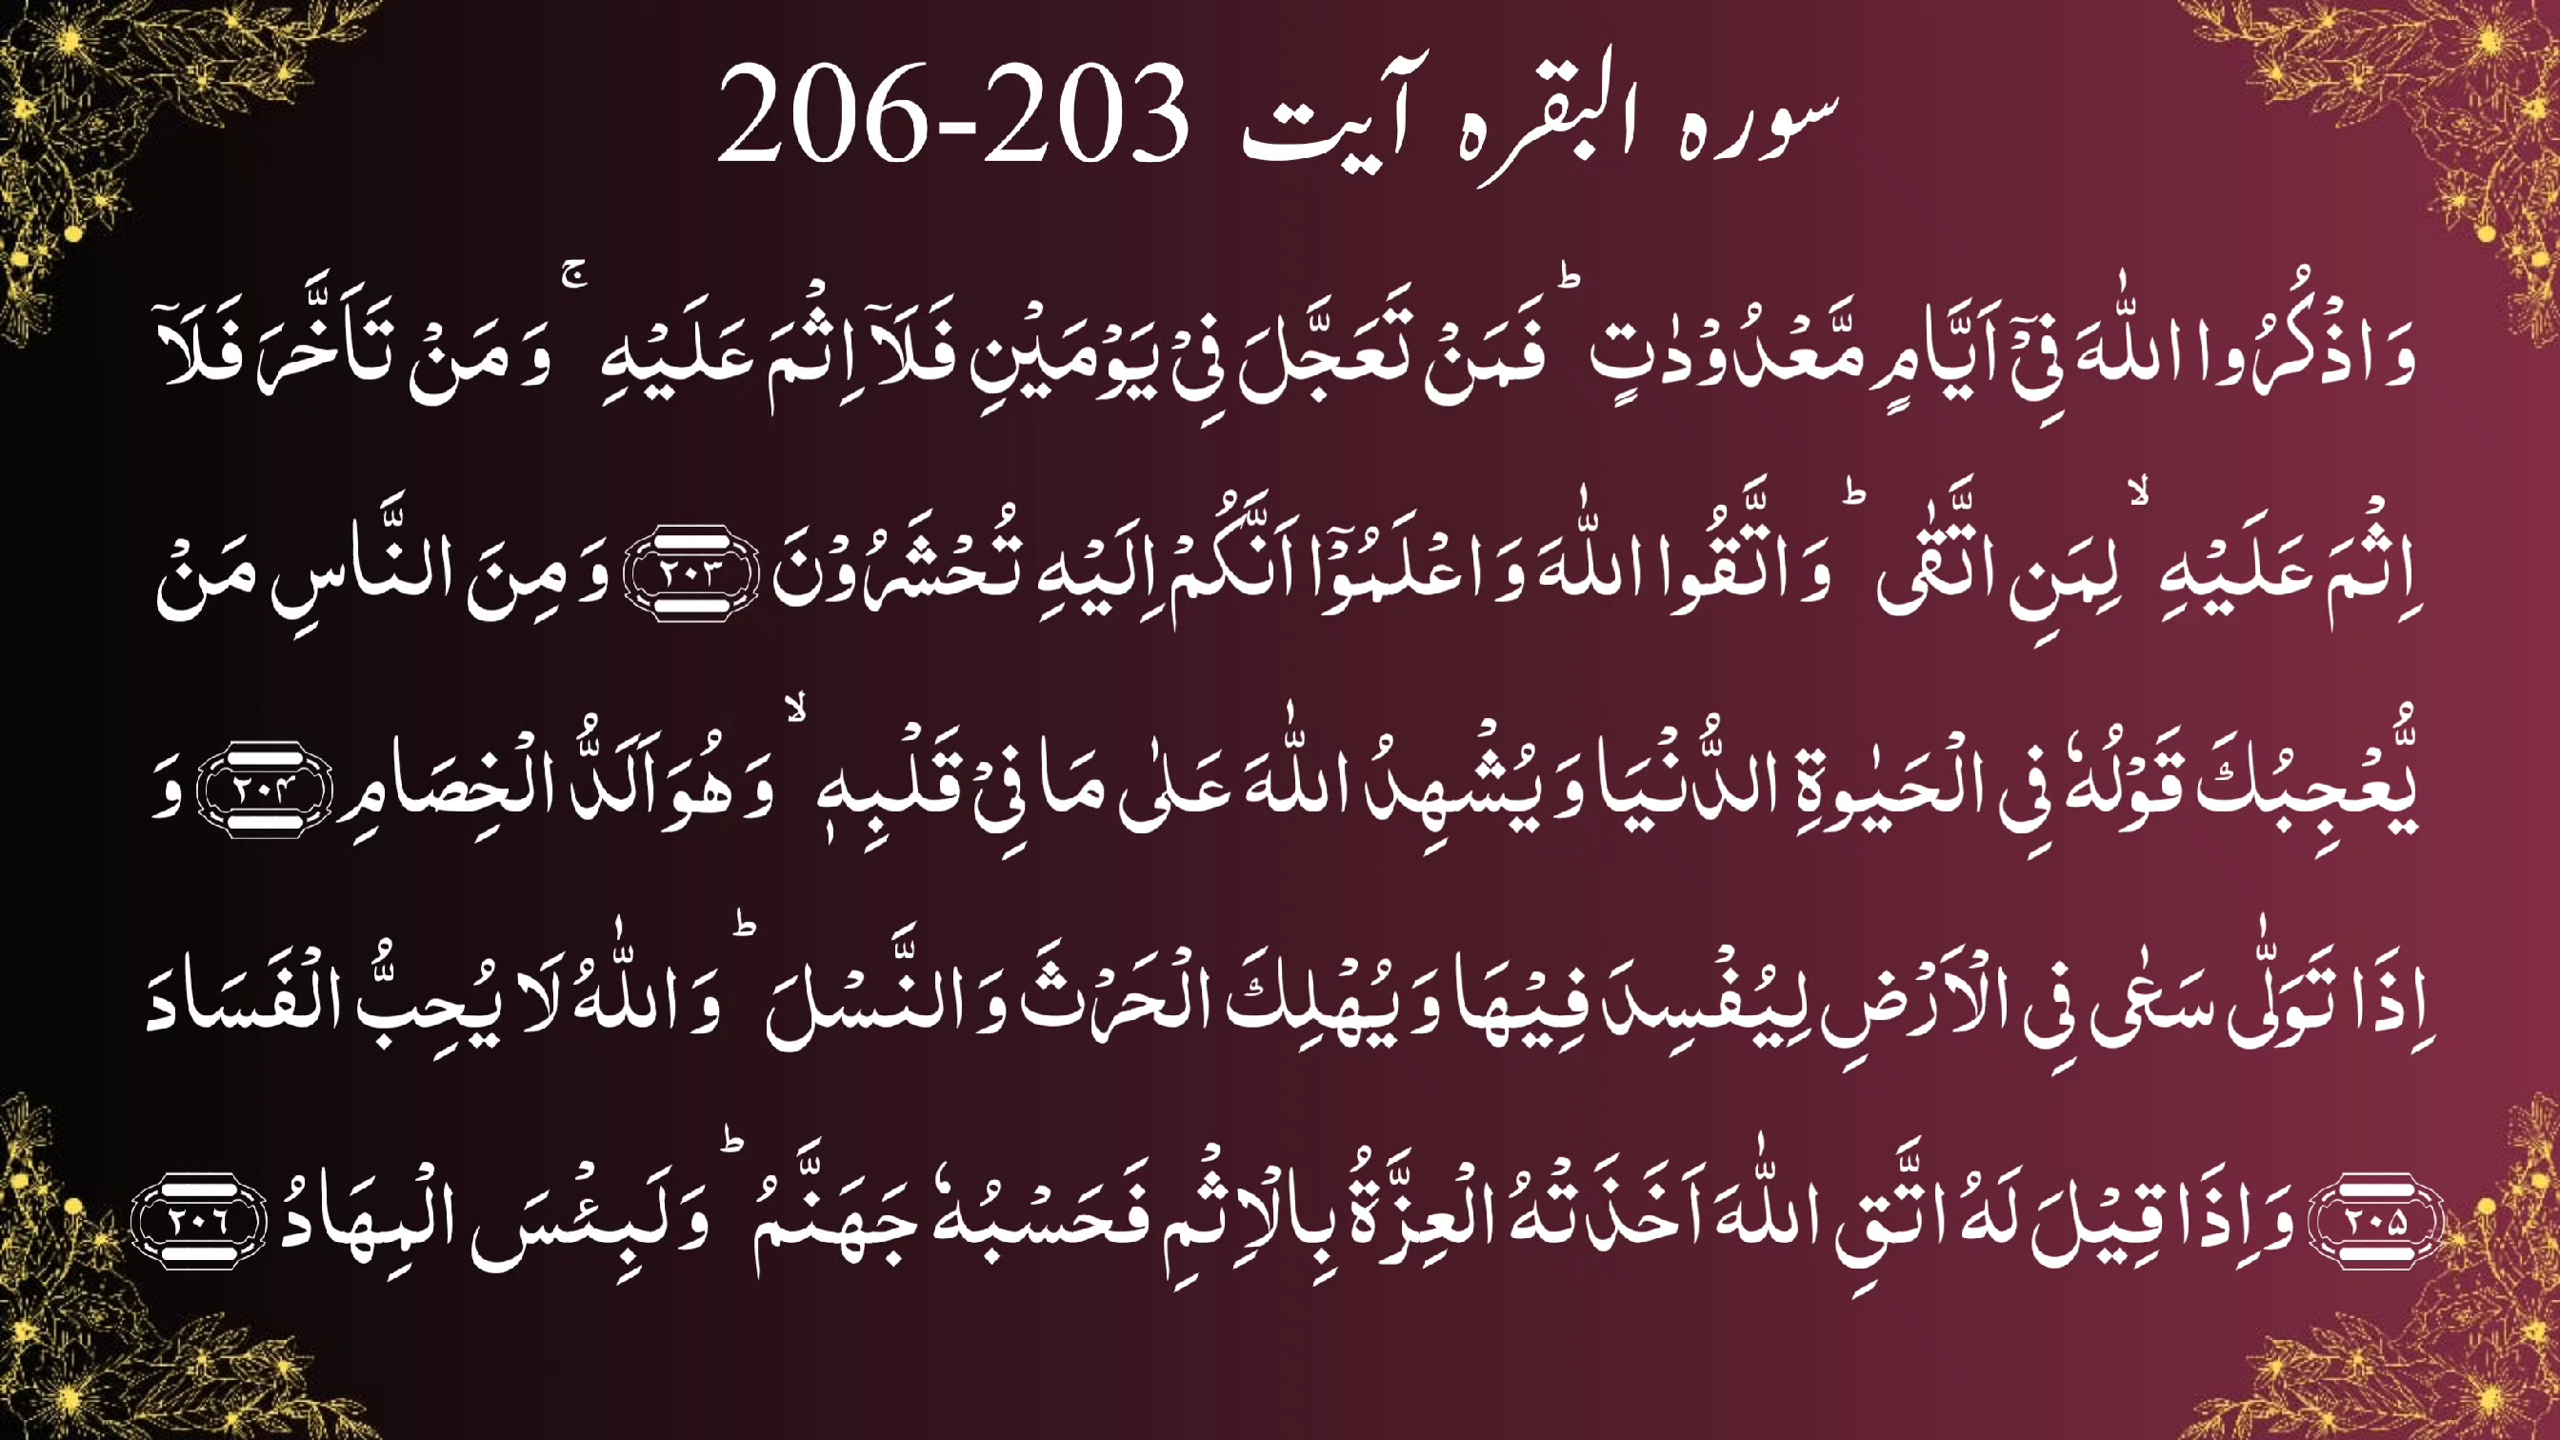 سورہ البقرہ آیت 203-206
وَاذْكُرُوا اللّٰهَ فِیْۤ اَیَّامٍ مَّعْدُوْدٰتٍ ؕ فَمَنْ تَعَجَّلَ فِیْ یَوْمَیْنِ فَلَاۤ اِثْمَ عَلَیْهِ ۚ وَ مَنْ تَاَخَّرَ فَلَاۤ
اِثْمَ عَلَیْهِ ۙ لِمَنِ اتَّقٰی ؕ وَ اتَّقُوا اللّٰهَ وَ اعْلَمُوْۤا اَنَّكُمْ اِلَیْهِ تُحْشَرُوْنَ ﴿۲۰۳﴾ وَ مِنَ النَّاسِ مَنْ
یُّعْجِبُكَ قَوْلُهٗ فِی الْحَیٰوةِ الدُّنْیَا وَ یُشْهِدُ اللّٰهَ عَلٰی مَا فِیْ قَلْبِهٖ ۙ وَ هُوَ اَلَدُّ الْخِصَامِ ﴿۲۰۴﴾ وَ
اِذَا تَوَلّٰی سَعٰی فِی الْاَرْضِ لِیُفْسِدَ فِیْهَا وَ یُهْلِكَ الْحَرْثَ وَ النَّسْلَ ؕ وَ اللّٰهُ لَا یُحِبُّ الْفَسَادَ
﴿۲۰۵﴾ وَ اِذَا قِیْلَ لَهُ اتَّقِ اللّٰهَ اَخَذَتْهُ الْعِزَّةُ بِالْاِثْمِ فَحَسْبُهٗ جَهَنَّمُ ؕ وَ لَبِئْسَ الْمِهَادُ ﴿۲۰۶﴾